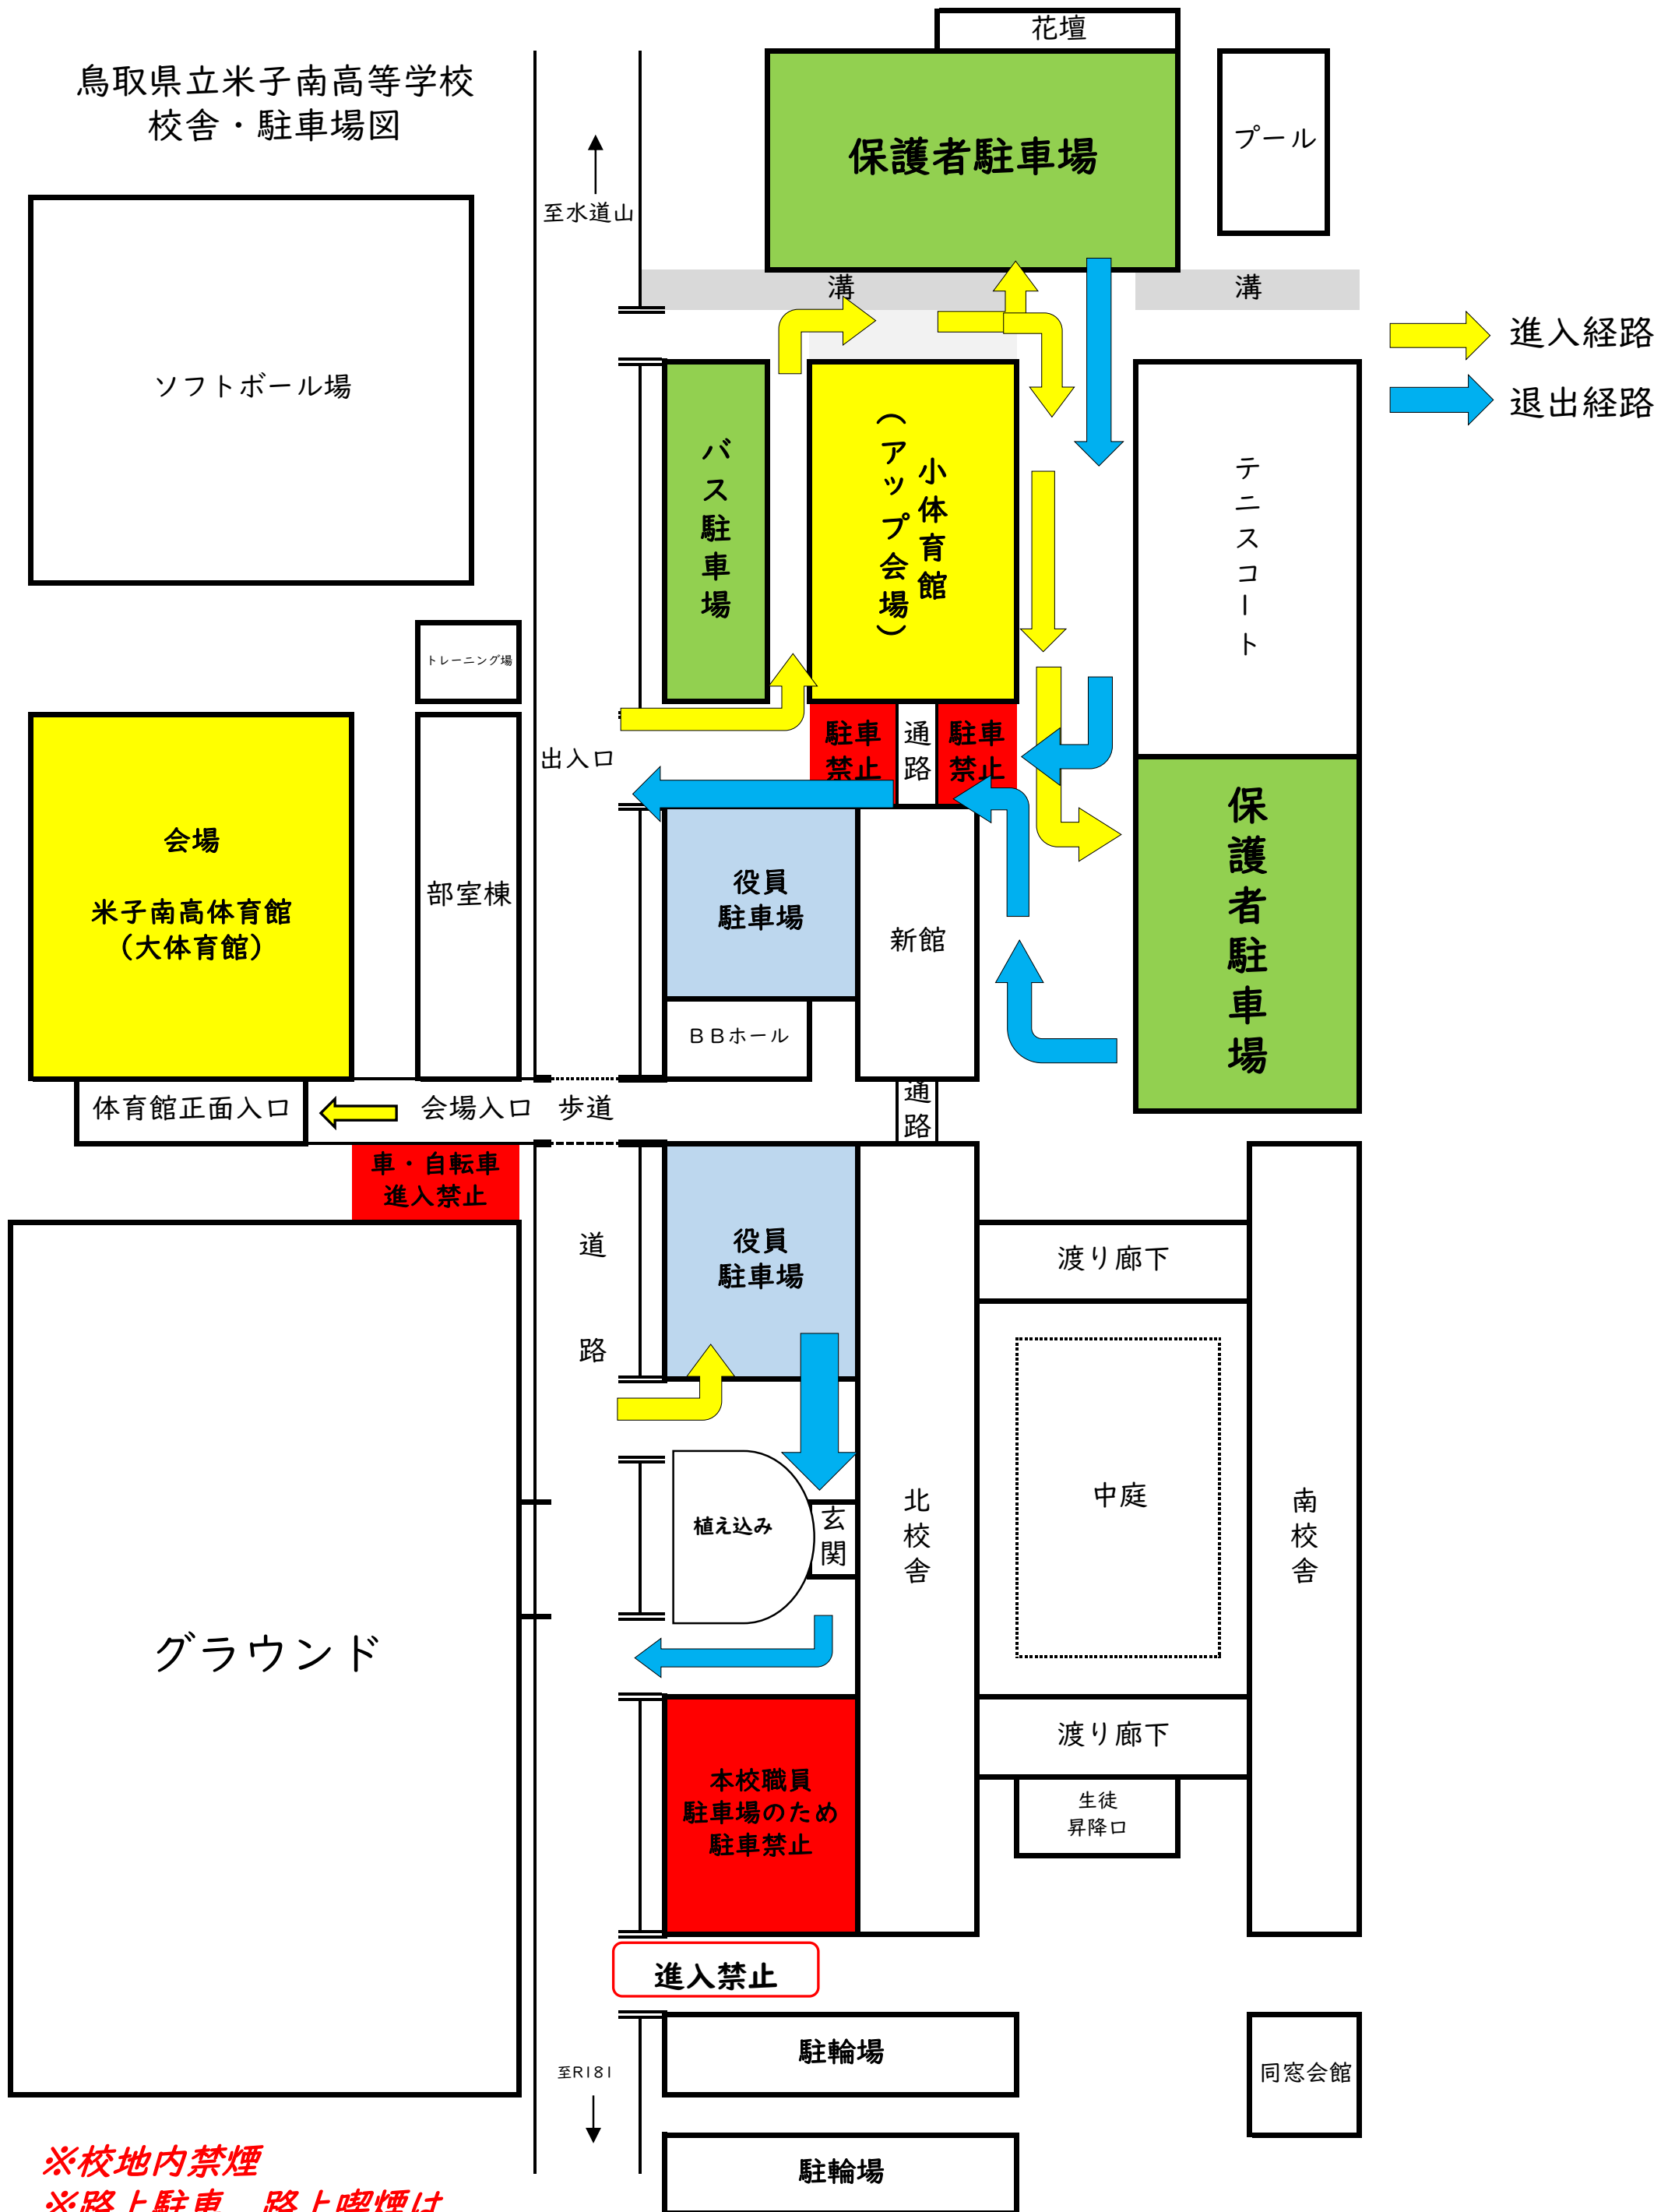 鳥取県立米子南高等学校
校舎・駐車場図
花壇
保護者駐車場
プール
至水道山
溝
溝
進入経路
退出経路
ソフトボール場
バス駐車場
小体育館
（アップ会場）
テニスコート
トレーニング場
駐車
禁止
通路
駐車
禁止
出入口
会場
米子南高体育館
（大体育館）
部室棟
役員
駐車場
新館
保護者駐車場
ＢＢホール
体育館正面入口
会場入口
歩道
通路
車・自転車
進入禁止
道路
役員
駐車場
渡り廊下
植え込み
玄関
北校舎
中庭
南校舎
グラウンド
渡り廊下
本校職員
駐車場のため
駐車禁止
生徒
昇降口
進入禁止
駐輪場
至R181
同窓会館
駐輪場
※校地内禁煙
※路上駐車、路上喫煙は